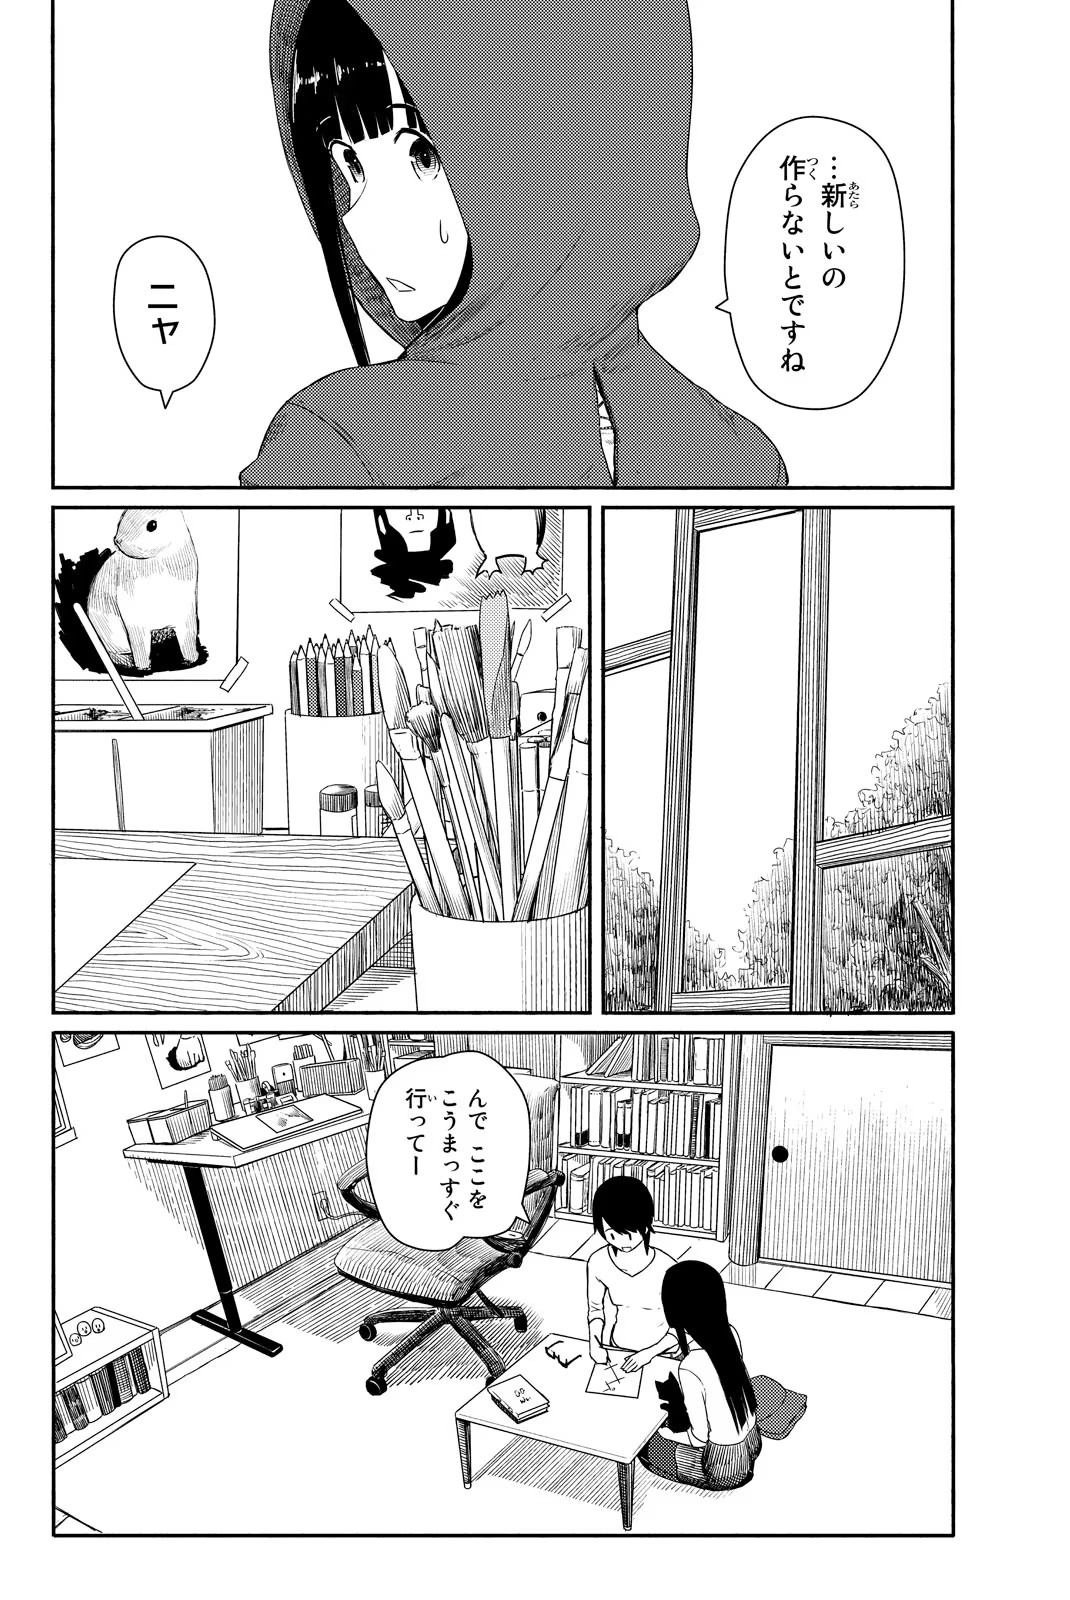 …新しいの
作らないとですね
ニャ
んで ここを
こうまっすぐ
行ってー